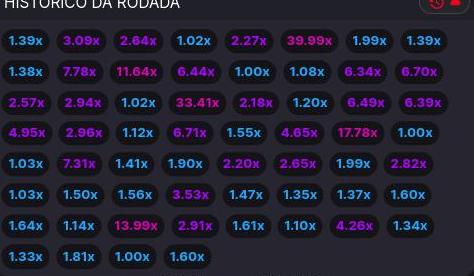 HISTÓRICO DA RODADA
1.39x 3.09x 2.64x 1.02x 2.27x 39.99x 1.99x 1.39x
1.38x 7.78x 11.64x 6.44x 1.00x 1.08x 6.34x 6.70x
2.57x 2.94x 1.02x 33.41x 2.18x 1.20x 6.49x 6.39x
4.95x 2.96x 1.12x 6.71x 1.55x 4.65x 17.78x 1.00x
1.03x 7.31x 1.41x 1.90x 2.20x 2.65x 1.99x 2.82x
1.03x 1.50x 1.56x 3.53x 1.47x 1.35x 1.37x 1.60x
1.64x 1.14x 13.99x 2.91x 1.61x 1.10x 4.26x 1.34x
1.33x 1.81x 1.00x 1.60x